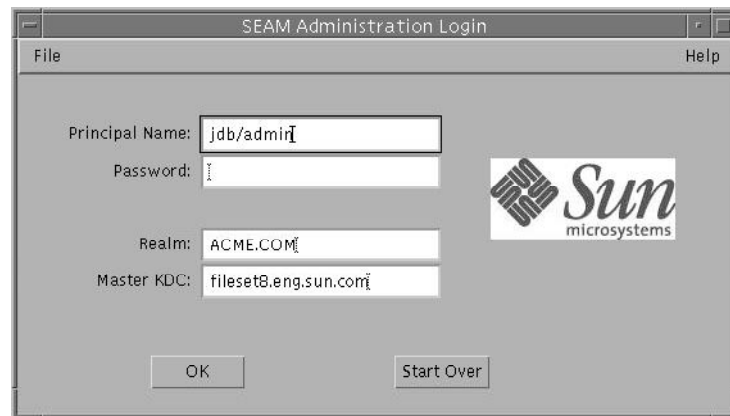 SEAM Administration Login
File Help
Principal Name: jdb/admin
Password:
Sun
microsystems
Realm: ACME.COM
Master KDC: fileset8.eng.sun.com
OK Start Over